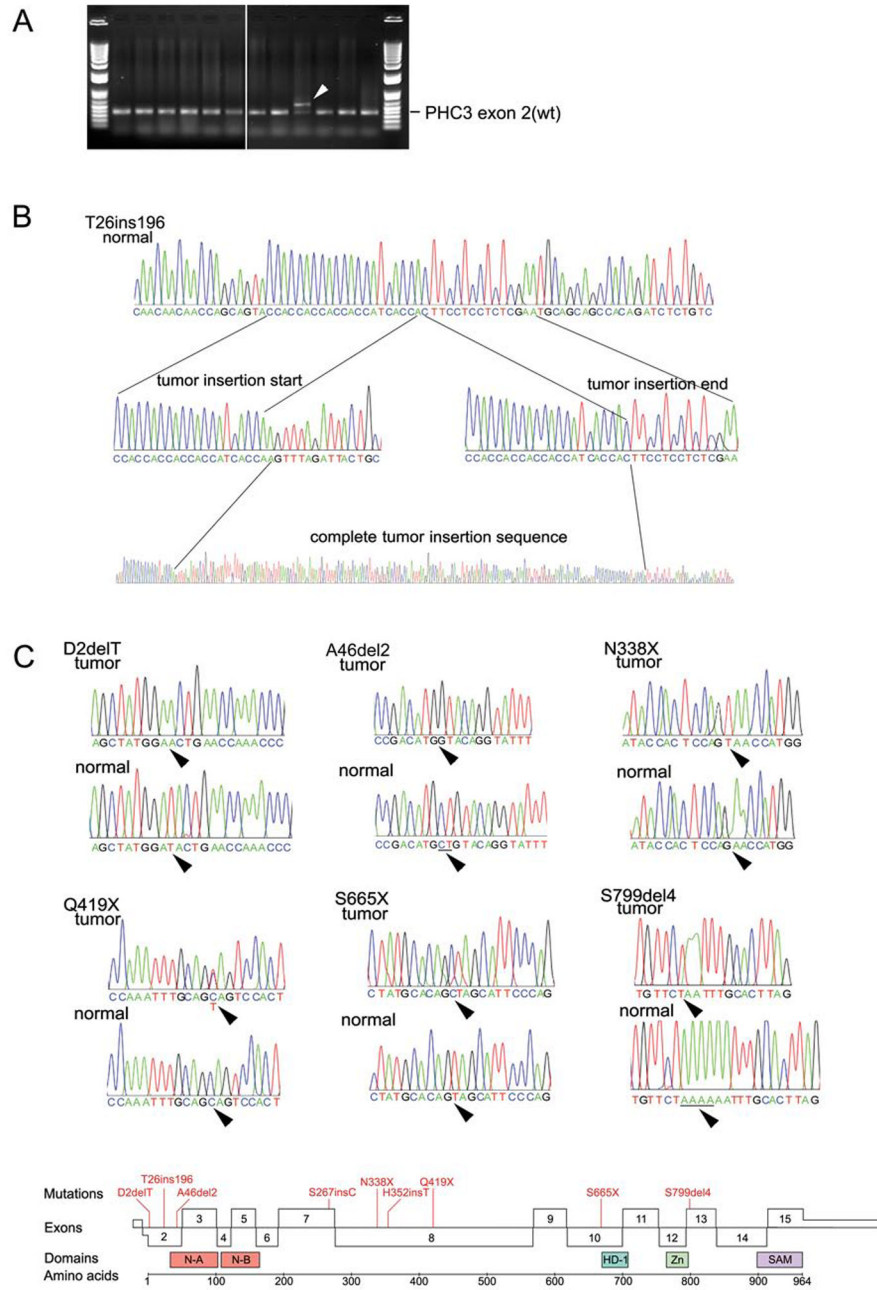 A
PHC3 exon 2(wt)
B
T26ins196
normal
CAACAACAACCAGCAGTACCACCACCACCACCATCACCACTTCCTCCTCTCGAATGCAGCAGCCACAGATCTCTGTC
tumor insertion start
tumor insertion end
CCACCACCACCACCATCACCAAGTTTAGATTACTGC
CCACCACCACCACCATCACCACTTCCTCCTCTCGAA
complete tumor insertion sequence
C
D2delT
tumor
AGCTATGGAACTGAACCAAACCC
normal
AGCTATGGATACTGAACCAAACCC
A46del2
tumor
CCGACATGGTACAGGTATTT
normal
CCGACATGCTGTACAGGTATTT
N338X
tumor
ATACCACTCCAGTAACCATGG
normal
ATACCACTCCAGAACCATGG
Q419X
tumor
CCAAATTTGCAGCAGTCCACT
T
normal
CCAAATTTGCAGCAGTCCACT
S665X
tumor
CTATGCACAGCTAGCATTCCCAG
normal
CTATGCACAGTAGCATTCCCAG
S799del4
tumor
TGTTCTAATTTGCACTTAG
normal
TGTTCTAAAAAATTTGCACTTAG
Mutations
D2delT T26ins196 A46del2 S267insC N338X H352insT Q419X S665X S799del4
Exons
2 3 4 5 6 7 8 9 10 11 12 13 14 15
Domains
N-A N-B HD-1 Zn SAM
Amino acids
1 100 200 300 400 500 600 700 800 900 964